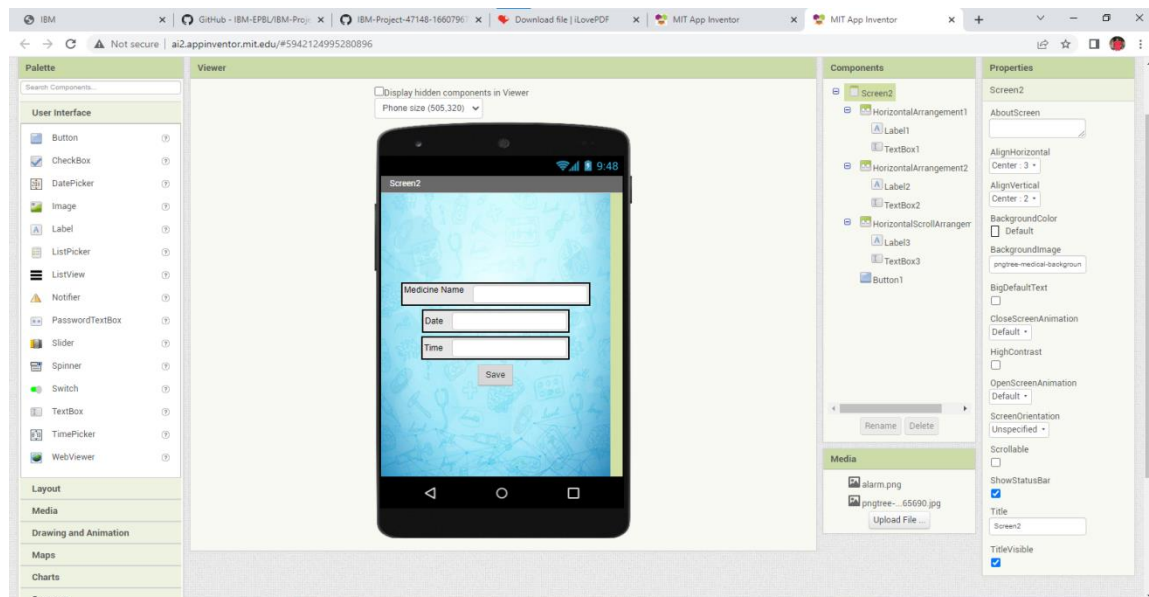 IBM
GitHub - IBM-EPBL/IBM-Proje
IBM-Project-47148-1660796
Download file | iLovePDF
MIT App Inventor
MIT App Inventor
Not secure | ai2.appinventor.mit.edu/#5942124995280896
Palette
Search Components...
User Interface
Button
CheckBox
DatePicker
Image
Label
ListPicker
ListView
Notifier
PasswordTextBox
Slider
Spinner
Switch
TextBox
TimePicker
WebViewer
Layout
Media
Drawing and Animation
Maps
Charts
Viewer
Display hidden components in Viewer
Phone size (505,320)
9:48
Screen2
Medicine Name
Date
Time
Save
Components
Screen2
HorizontalArrangement1
Label1
TextBox1
HorizontalArrangement2
Label2
TextBox2
HorizontalScrollArrangem
Label3
TextBox3
Button1
Rename Delete
Media
alarm.png
pngtree-...65690.jpg
Upload File ...
Properties
Screen2
AboutScreen
AlignHorizontal
Center : 3
AlignVertical
Center : 2
BackgroundColor
Default
BackgroundImage
pngtree-medical-backgroun
BigDefaultText
CloseScreenAnimation
Default
HighContrast
OpenScreenAnimation
Default
ScreenOrientation
Unspecified
Scrollable
ShowStatusBar
Title
Screen2
TitleVisible